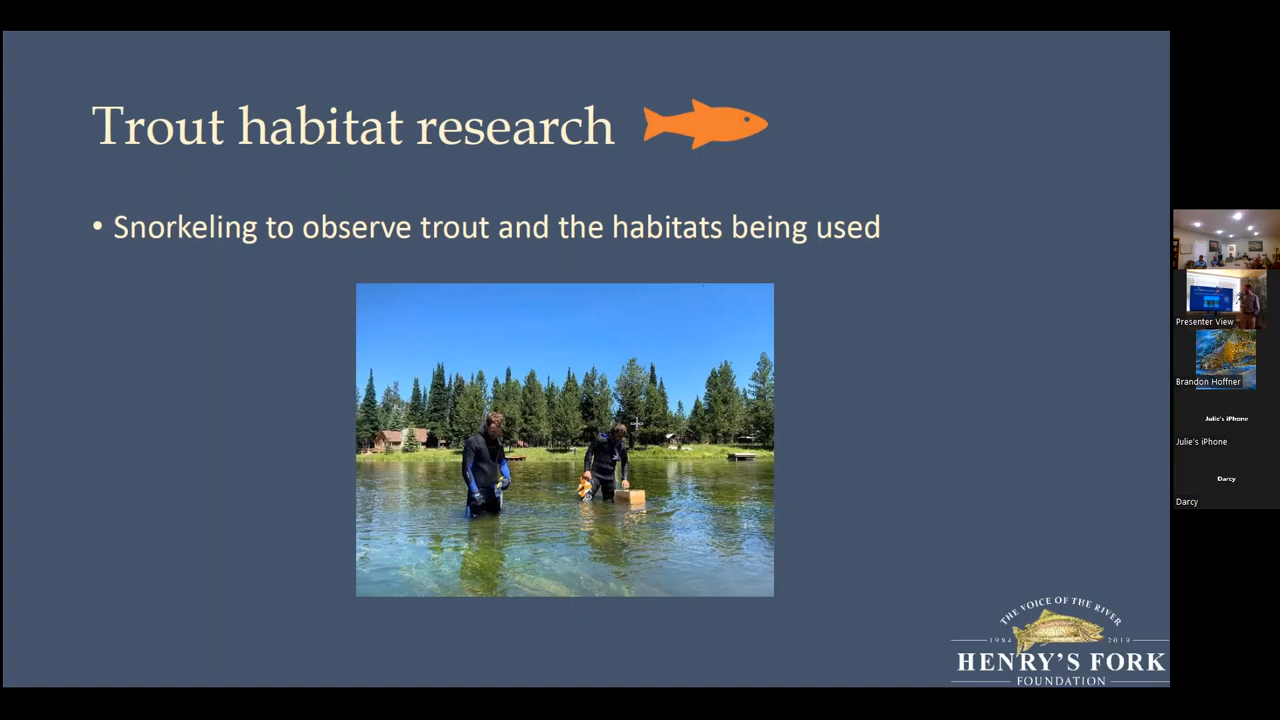 Trout habitat research
• Snorkeling to observe trout and the habitats being used
THE VOICE OF THE RIVER
1984 2019
HENRY'S FORK
FOUNDATION
Presenter View
Brandon Hoffner
Julie's iPhone
Julie's iPhone
Darcy
Darcy